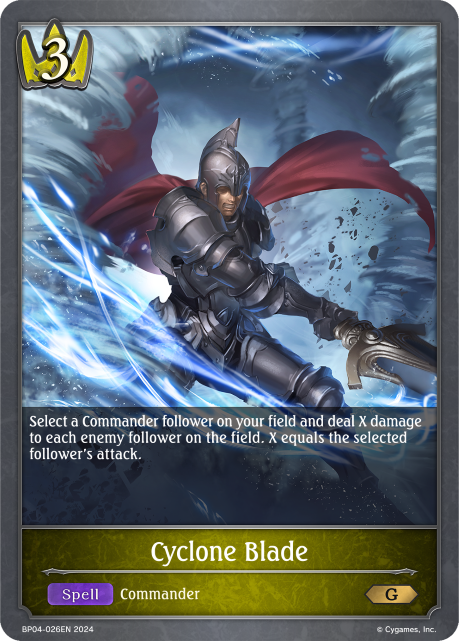 3
Select a Commander follower on your field and deal X damage
to each enemy follower on the field. X equals the selected
follower's attack.
Cyclone Blade
Spell Commander G
BP04-026EN 2024 © Cygames, Inc.